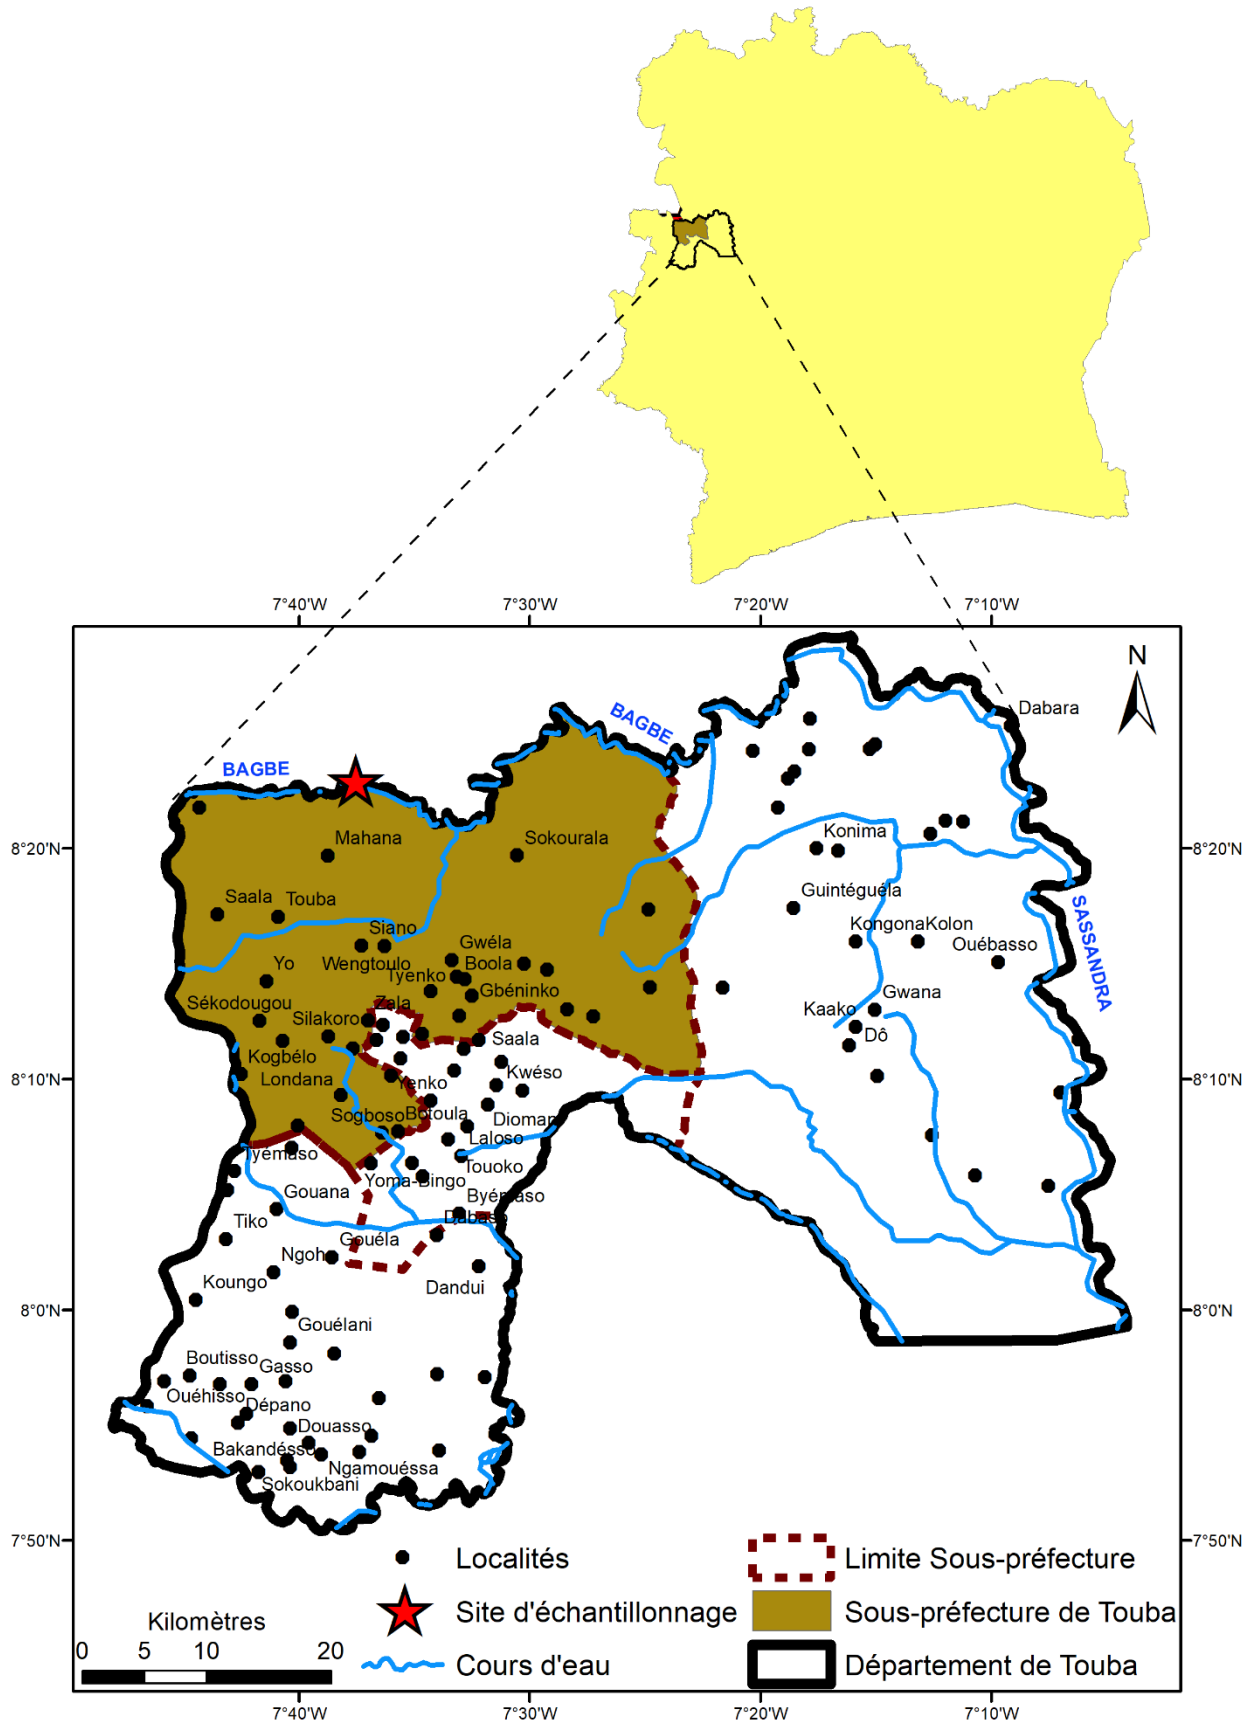 7°40'W
7°30'W
7°20'W
7°10'W
N
Dabara
BAGBE
BAGBE
8°20'N
8°20'N
Mahana
Sokourala
Konima
Saala
Touba
Guintéguéla
Siano
Gwéla
Kongona
Kolon
Wengtoulo
Tyenko
Boola
Ouébasso
SASSANDRA
Yo
Gbéninko
Sékodougou
Zala
Gwana
Kaako
Silakoro
Saala
Dô
Kogbélo
8°10'N
8°10'N
Londana
Yenko
Kwéso
Sogboso
Botoula
Dioman
Laloso
Tyémaso
Touoko
Yoma-Bingo
Gouana
Byémaso
Tiko
Dabaso
Gouéla
Ngoh
Koungo
Dandui
8°0'N
8°0'N
Gouélani
Boutisso
Gasso
Ouéhisso
Dépano
Douasso
Bakandésso
Ngamouéssa
Sokoukbani
7°50'N
7°50'N
Localités
Limite Sous-préfecture
Site d'échantillonnage
Sous-préfecture de Touba
Kilomètres
0 5 10 20
Cours d'eau
Département de Touba
7°40'W
7°30'W
7°20'W
7°10'W